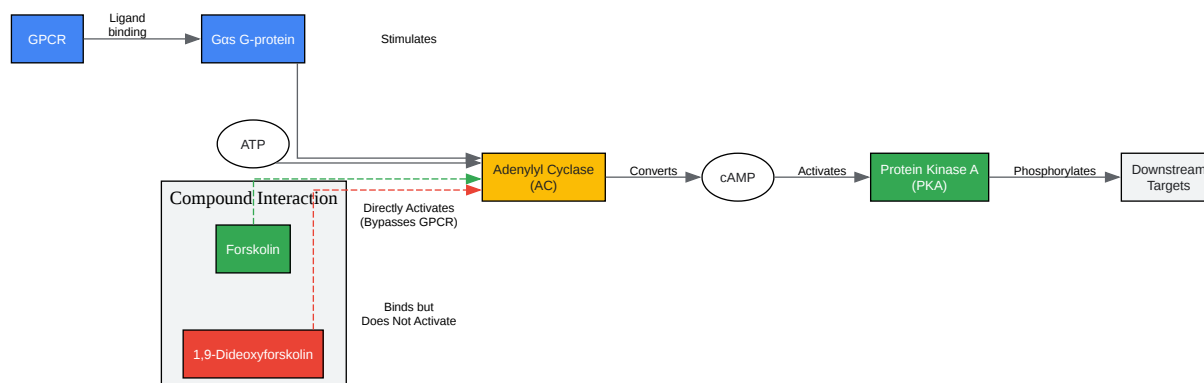 GPCR
Ligand
binding
Gαs G-protein
Stimulates
ATP
Adenylyl Cyclase
(AC)
Converts
cAMP
Activates
Protein Kinase A
(PKA)
Phosphorylates
Downstream
Targets
Compound Interaction
Directly Activates
(Bypasses GPCR)
Forskolin
Binds but
Does Not Activate
1,9-Dideoxyforskolin